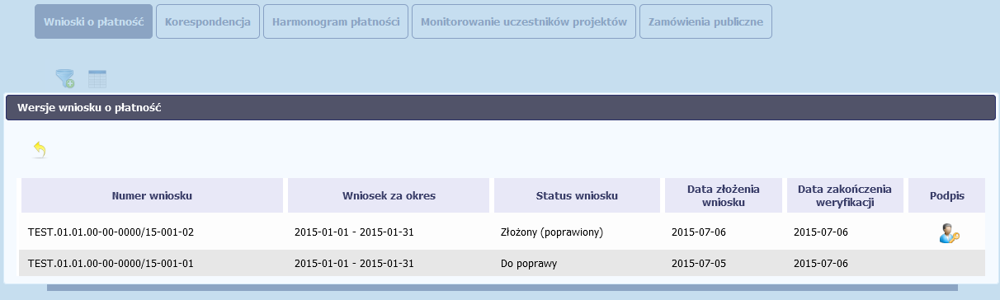 Wnioski o płatność Korespondencja Harmonogram płatności Monitorowanie uczestników projektów Zamówienia publiczne
Wersje wniosku o płatność
Numer wniosku Wniosek za okres Status wniosku Data złożenia wniosku Data zakończenia weryfikacji Podpis
TEST.01.01.00-00-0000/15-001-02 2015-01-01 - 2015-01-31 Złożony (poprawiony) 2015-07-06 2015-07-06
TEST.01.01.00-00-0000/15-001-01 2015-01-01 - 2015-01-31 Do poprawy 2015-07-05 2015-07-06